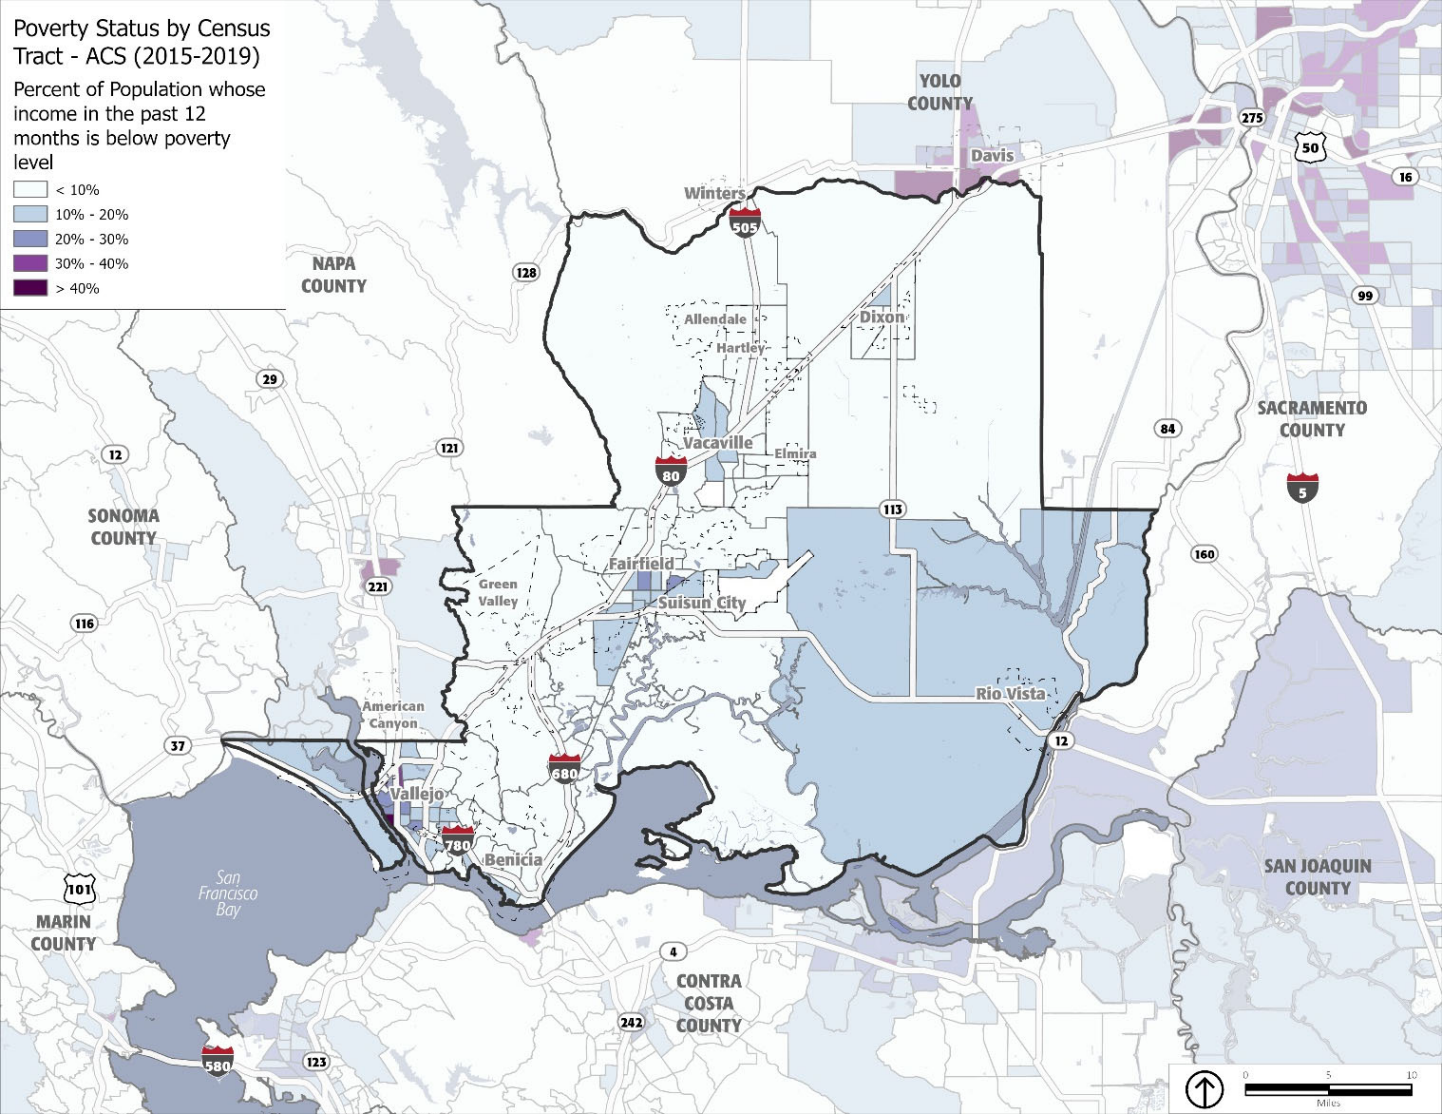 Poverty Status by Census
Tract - ACS (2015-2019)
Percent of Population whose
income in the past 12
months is below poverty
level
< 10%
10% - 20%
20% - 30%
30% - 40%
> 40%
YOLO
COUNTY
275
50
Davis
16
Winters
505
NAPA
COUNTY
128
99
Allendale
Dixon
Hartley
29
SACRAMENTO
COUNTY
84
12
121
Vacaville
Elmira
80
5
SONOMA
COUNTY
113
160
Fairfield
221
Green
Valley
Suisun City
116
Rio Vista
American
Canyon
37
12
680
Vallejo
780
Benicia
San
Francisco
Bay
101
MARIN
COUNTY
SAN JOAQUIN
COUNTY
4
CONTRA
COSTA
COUNTY
242
580
123
0 5 10
Miles